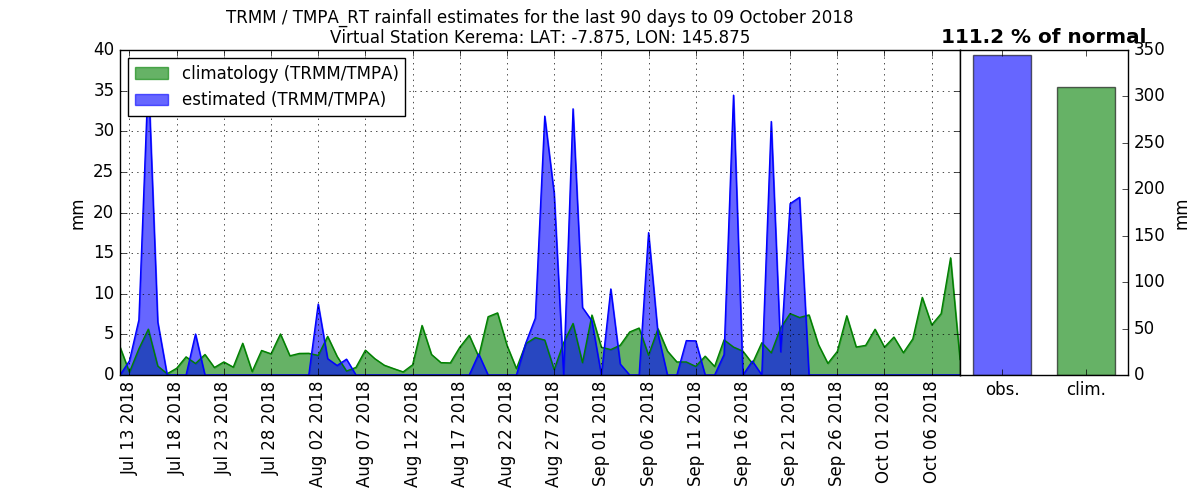 TRMM / TMPA_RT rainfall estimates for the last 90 days to 09 October 2018
Virtual Station Kerema: LAT: -7.875, LON: 145.875
111.2 % of normal
climatology (TRMM/TMPA)
estimated (TRMM/TMPA)
40
35
30
25
20
15
10
5
0
mm
350
300
250
200
150
100
50
0
mm
Jul 13 2018
Jul 18 2018
Jul 23 2018
Jul 28 2018
Aug 02 2018
Aug 07 2018
Aug 12 2018
Aug 17 2018
Aug 22 2018
Aug 27 2018
Sep 01 2018
Sep 06 2018
Sep 11 2018
Sep 16 2018
Sep 21 2018
Sep 26 2018
Oct 01 2018
Oct 06 2018
obs.
clim.